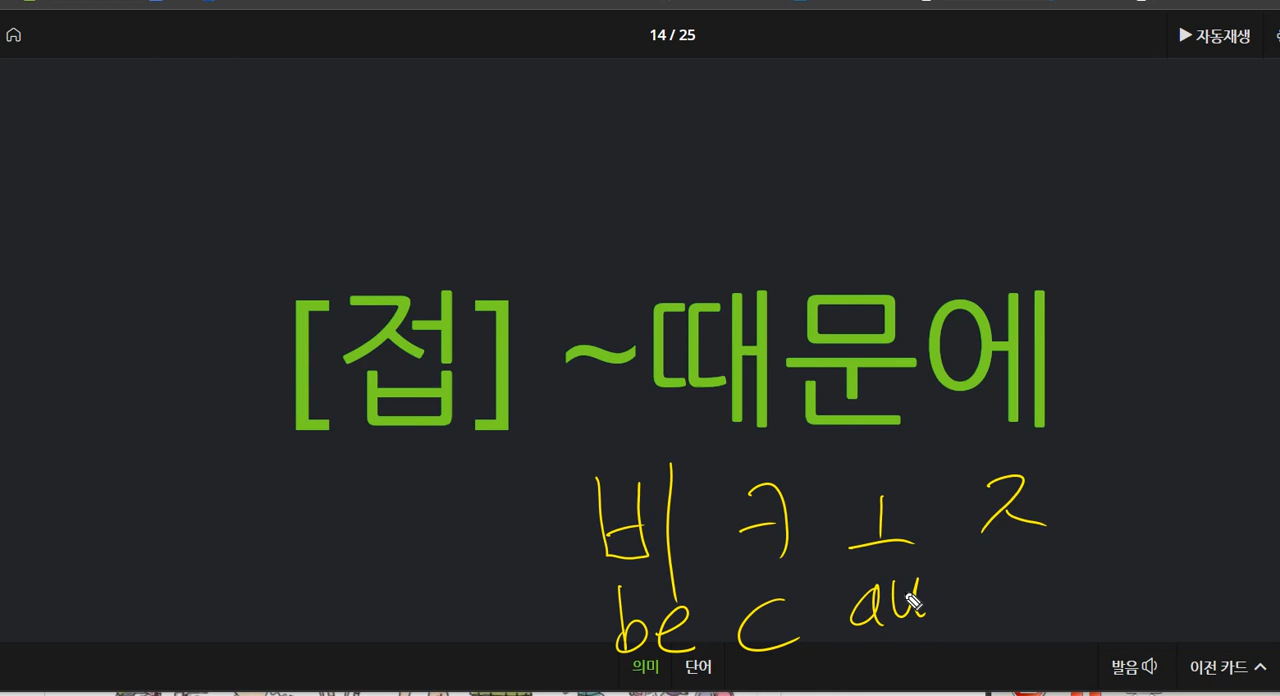 14 / 25
▶ 자동재생
[접] ~때문에
비 ㅋ ㅗ ㅈ
be c au
의미 단어
발음 이전 카드